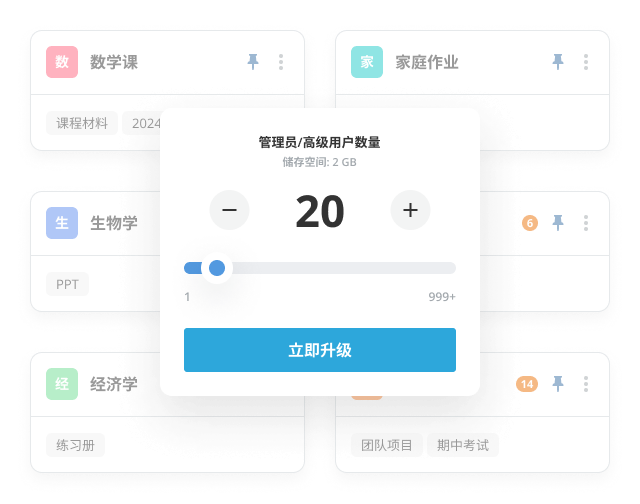 数 数学课
家 家庭作业
课程材料 2024
管理员/高级用户数量
储存空间: 2 GB
20
生 生物学
6
PPT
1 999+
立即升级
经 经济学
14
练习册
团队项目 期中考试